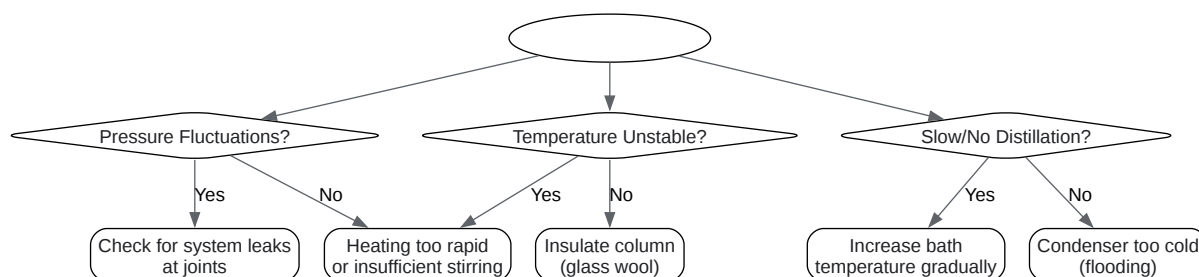 Pressure Fluctuations?
Temperature Unstable?
Slow/No Distillation?
Yes
No
Yes
No
Yes
No
Check for system leaks
at joints
Heating too rapid
or insufficient stirring
Insulate column
(glass wool)
Increase bath
temperature gradually
Condenser too cold
(flooding)